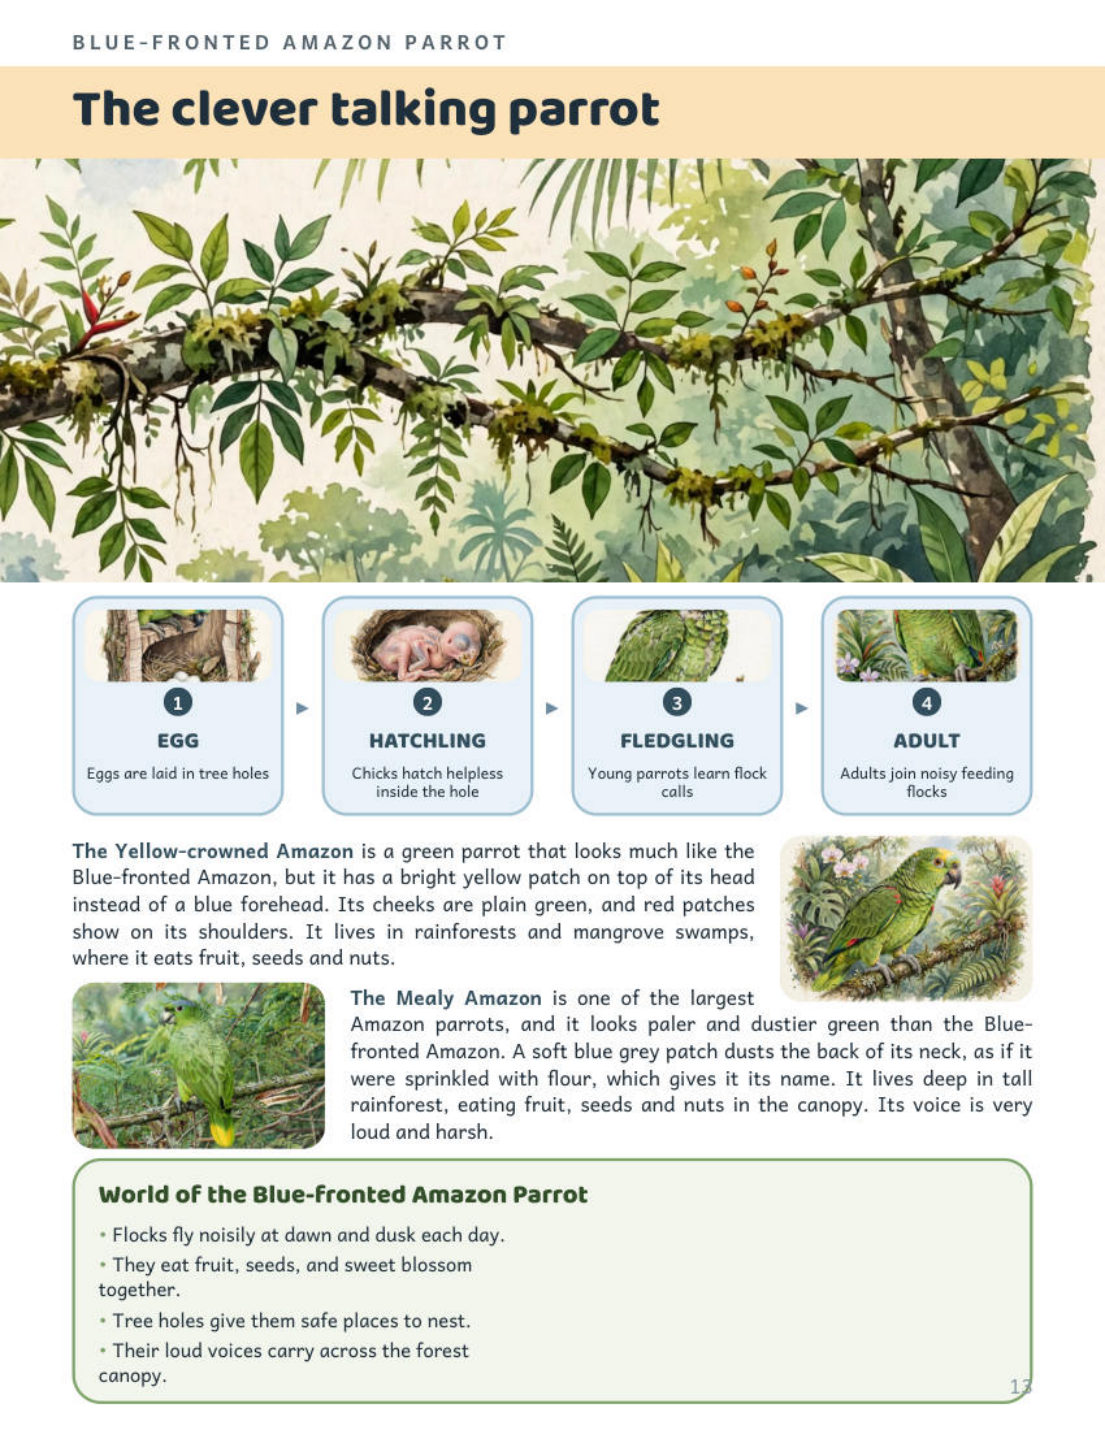 BLUE-FRONTED AMAZON PARROT
The clever talking parrot
1
EGG
Eggs are laid in tree holes
2
HATCHLING
Chicks hatch helpless
inside the hole
3
FLEDGLING
Young parrots learn flock
calls
4
ADULT
Adults join noisy feeding
flocks
The Yellow-crowned Amazon is a green parrot that looks much like the
Blue-fronted Amazon, but it has a bright yellow patch on top of its head
instead of a blue forehead. Its cheeks are plain green, and red patches
show on its shoulders. It lives in rainforests and mangrove swamps,
where it eats fruit, seeds and nuts.
The Mealy Amazon is one of the largest
Amazon parrots, and it looks paler and dustier green than the Blue-
fronted Amazon. A soft blue grey patch dusts the back of its neck, as if it
were sprinkled with flour, which gives it its name. It lives deep in tall
rainforest, eating fruit, seeds and nuts in the canopy. Its voice is very
loud and harsh.
World of the Blue-fronted Amazon Parrot
• Flocks fly noisily at dawn and dusk each day.
• They eat fruit, seeds, and sweet blossom
together.
• Tree holes give them safe places to nest.
• Their loud voices carry across the forest
canopy.
13